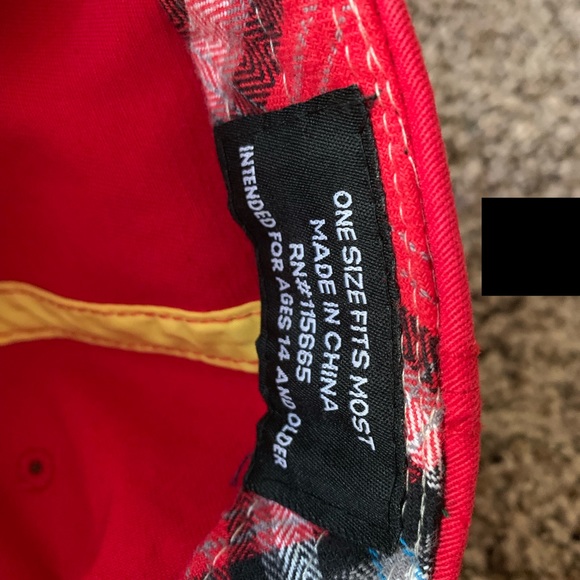 ONE SIZE FITS MOST
MADE IN CHINA
RN#115665
INTENDED FOR AGES 14 AND OLDER